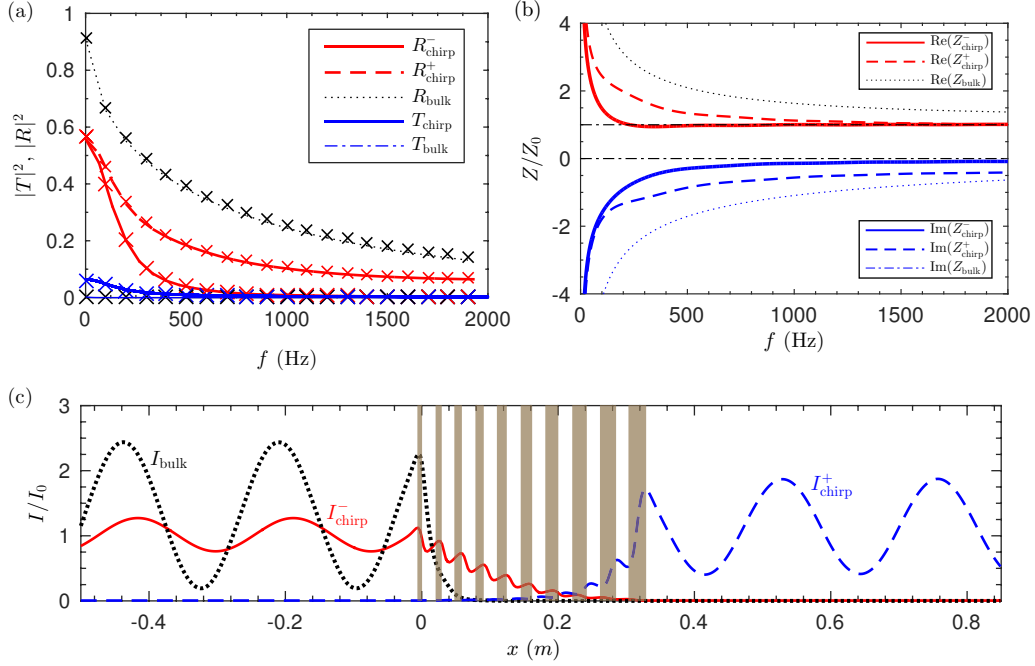 (a)
1
0.8
0.6
0.4
0.2
0
|T|², |R|²
0 500 1000 1500 2000
f (Hz)
R⁻chirp
R⁺chirp
Rbulk
Tchirp
Tbulk
(b)
4
2
0
-2
-4
Z/Z₀
0 500 1000 1500 2000
f (Hz)
Re(Z⁻chirp)
Re(Z⁺chirp)
Re(Zbulk)
Im(Z⁻chirp)
Im(Z⁺chirp)
Im(Zbulk)
(c)
3
2
1
0
I/I₀
Ibulk
I⁻chirp
I⁺chirp
-0.4 -0.2 0 0.2 0.4 0.6 0.8
x (m)